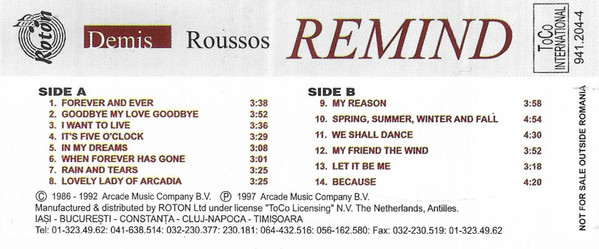 Roton
Demis Roussos REMIND
ToCo
INTERNATIONAL
941.204-4
SIDE A
1. FOREVER AND EVER 3:38
2. GOODBYE MY LOVE GOODBYE 3:52
3. I WANT TO LIVE 3:36
4. IT'S FIVE O'CLOCK 3:29
5. IN MY DREAMS 3:08
6. WHEN FOREVER HAS GONE 3:01
7. RAIN AND TEARS 3:25
8. LOVELY LADY OF ARCADIA 3:25
SIDE B
9. MY REASON 3:58
10. SPRING, SUMMER, WINTER AND FALL 4:54
11. WE SHALL DANCE 4:30
12. MY FRIEND THE WIND 3:52
13. LET IT BE ME 3:18
14. BECAUSE 4:20
NOT FOR SALE OUTSIDE ROMANIA
© 1986 - 1992 Arcade Music Company B.V. ℗ 1997 Arcade Music Company B.V.
Manufactured & distributed by ROTON Ltd under license "ToCo Licensing" N.V. The Netherlands, Antilles.
IAȘI - BUCUREȘTI - CONSTANȚA - CLUJ-NAPOCA - TIMIȘOARA
Tel: 01-323.49.62: 041-638.514: 032-230.377: 230.181: 064-432.516: 056-162.580: Fax: 032-230.219: 01-323.49.62